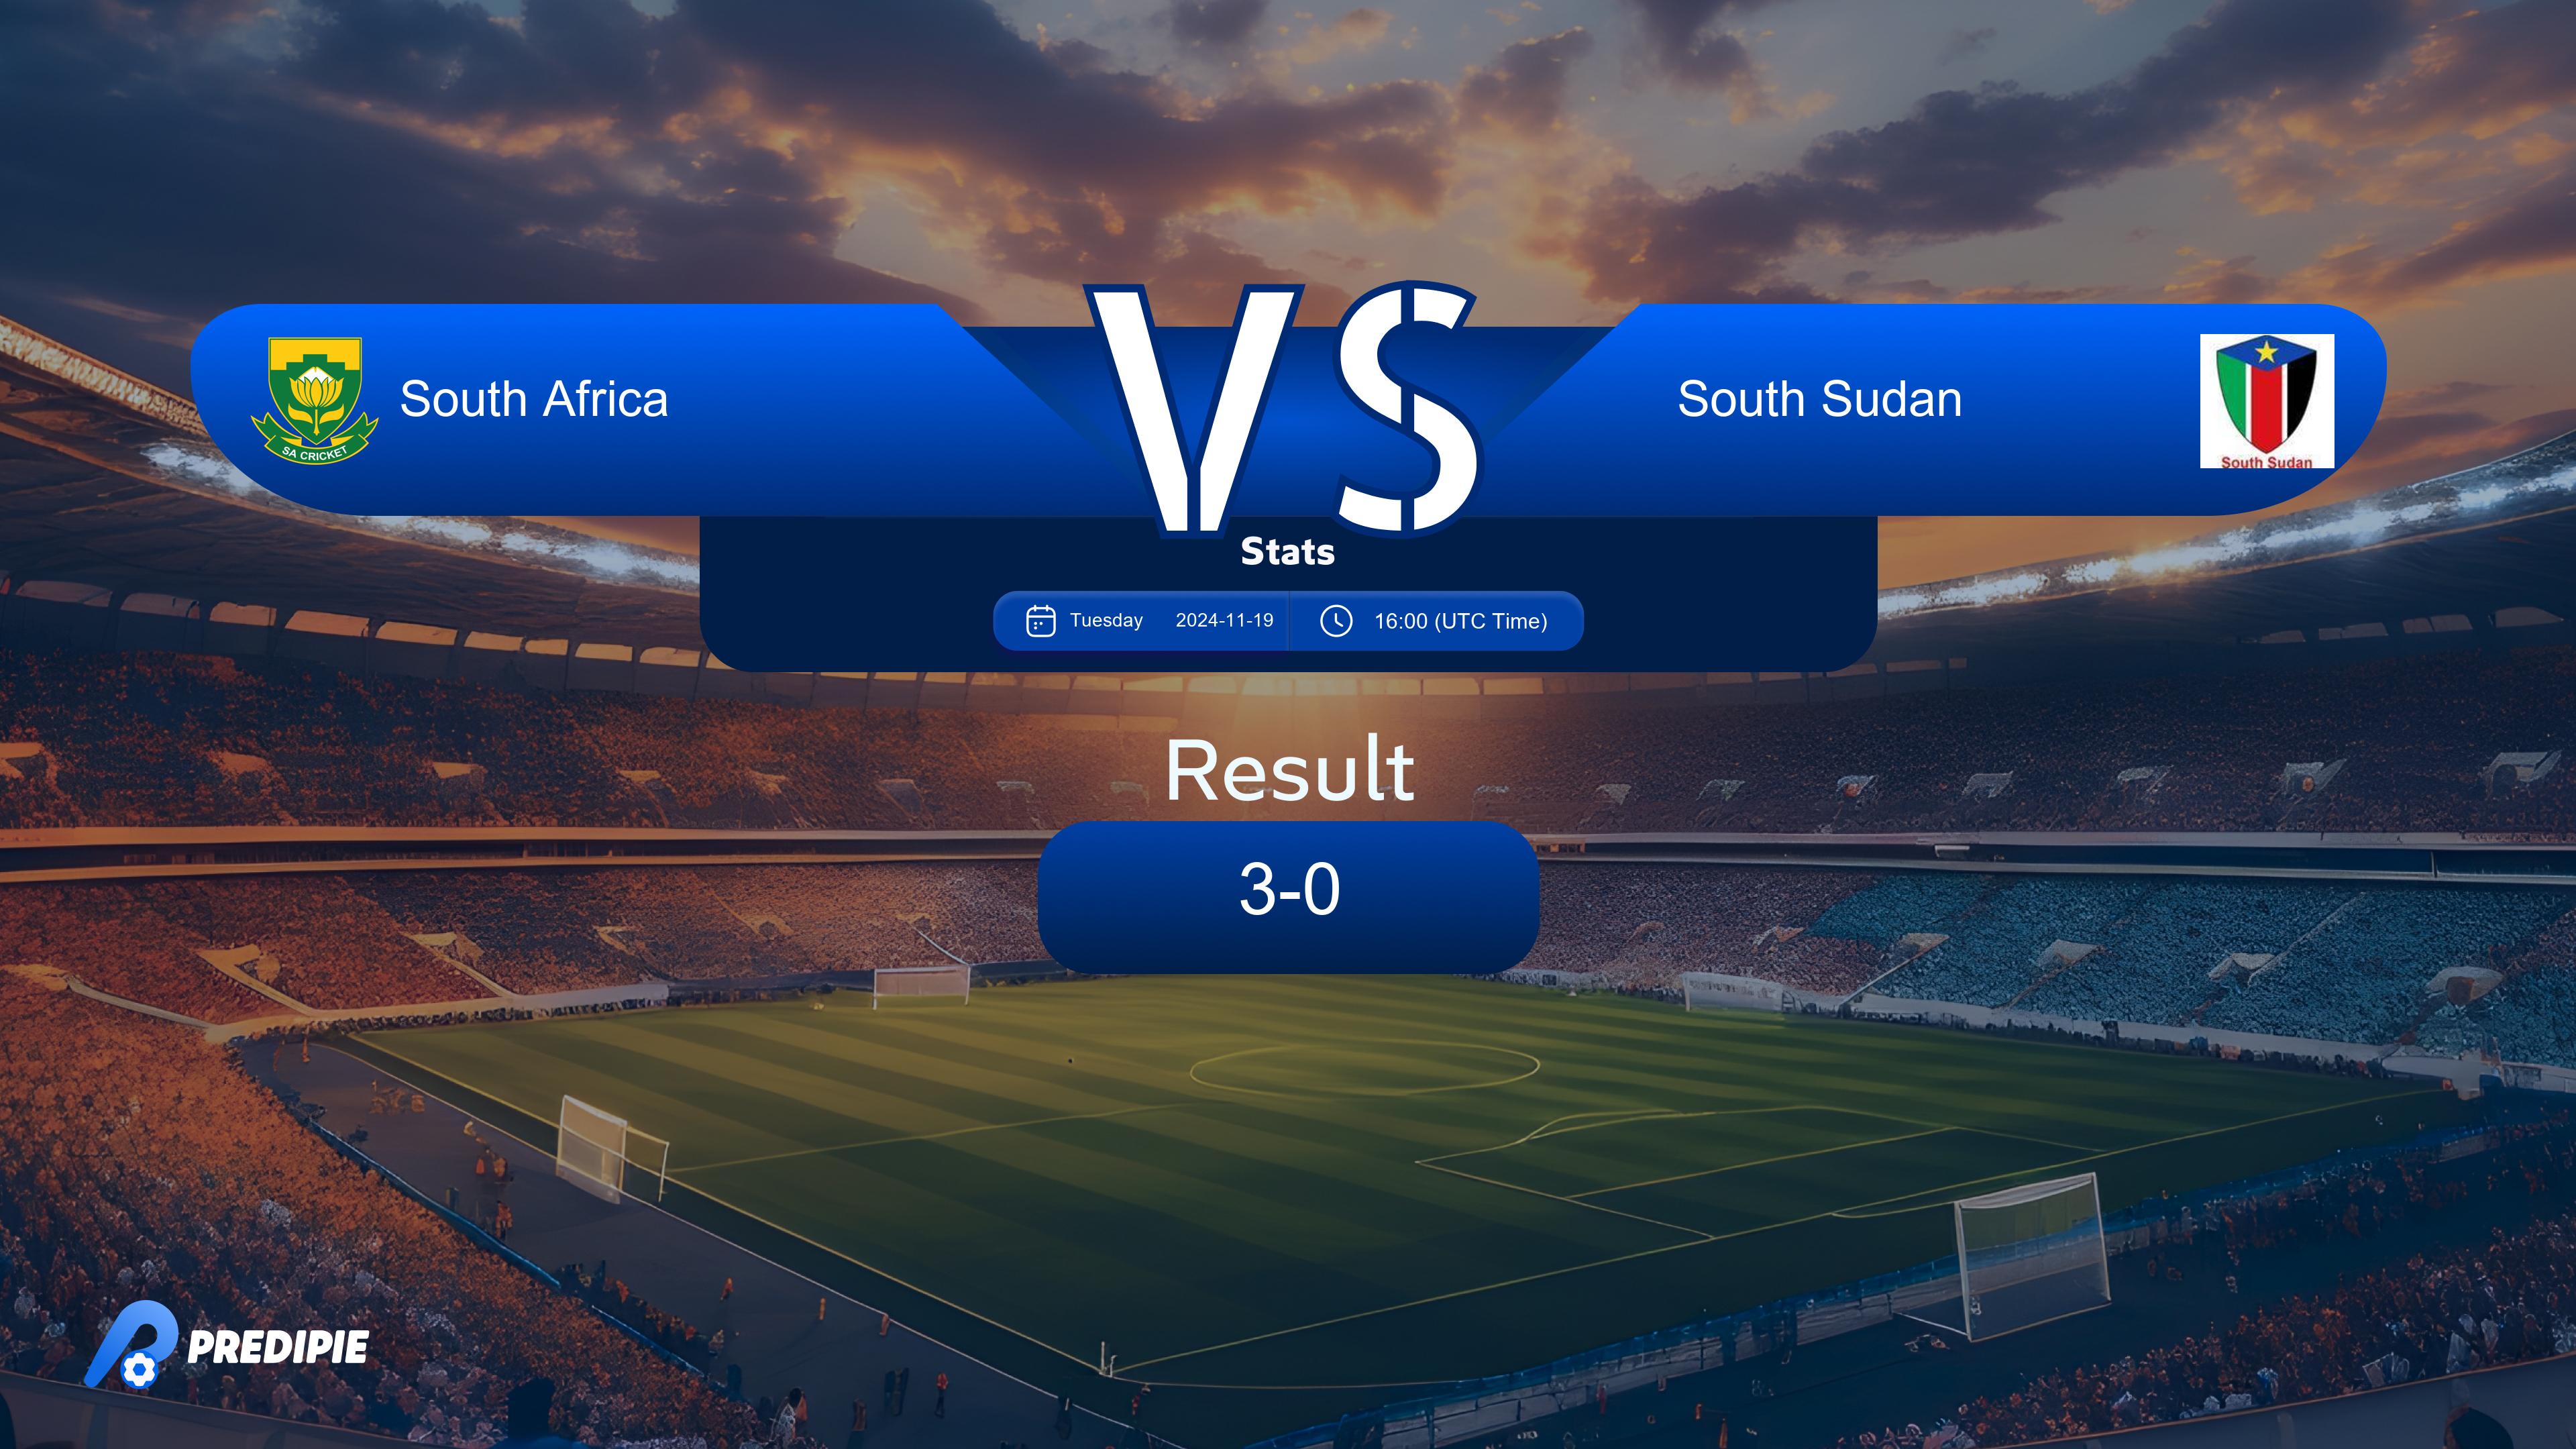 VS
South Africa
SA CRICKET
South Sudan
South Sudan
Stats
Tuesday 2024-11-19 16:00 (UTC Time)
Result
3-0
PREDIPIE